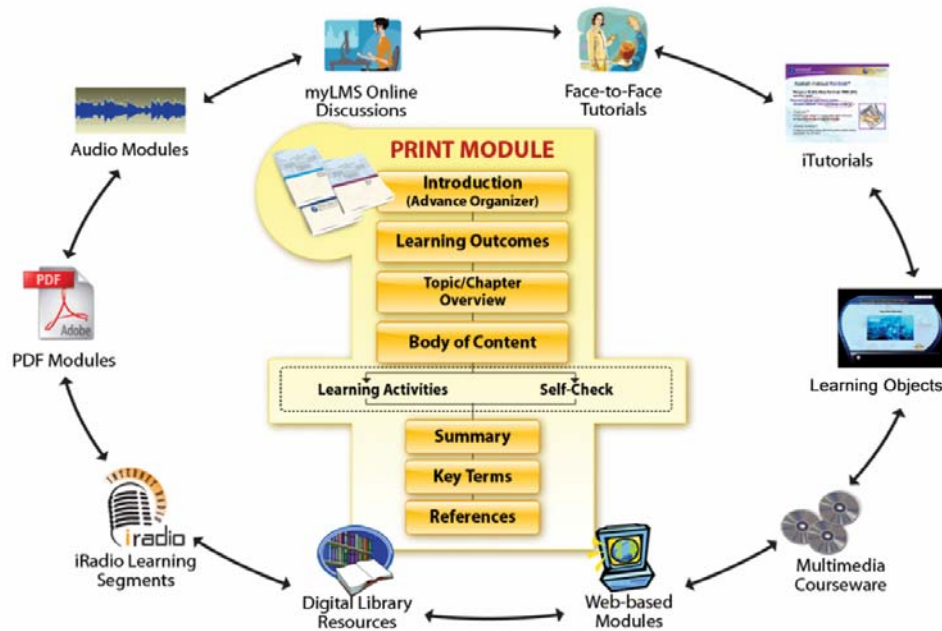 myLMS Online
Discussions
Face-to-Face
Tutorials
iTutorials
Learning Objects
Multimedia
Courseware
Web-based
Modules
Digital Library
Resources
INTERNET RADIO
iradio
iRadio Learning
Segments
PDF
Adobe
PDF Modules
Audio Modules
PRINT MODULE
Introduction
(Advance Organizer)
Learning Outcomes
Topic/Chapter
Overview
Body of Content
Learning Activities
Self-Check
Summary
Key Terms
References